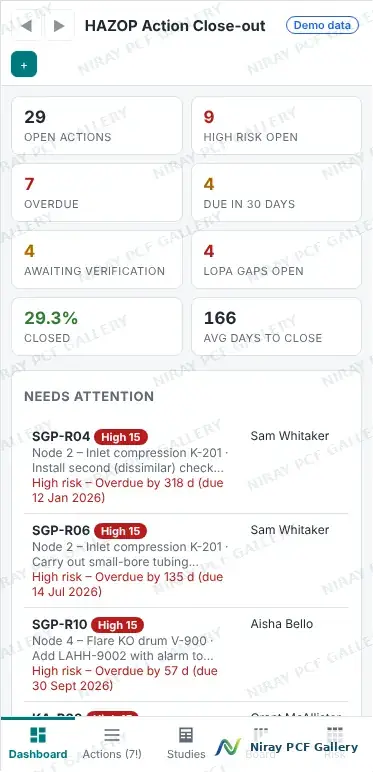 HAZOP Action Close-out
Demo data
+
29
OPEN ACTIONS
9
HIGH RISK OPEN
7
OVERDUE
4
DUE IN 30 DAYS
4
AWAITING VERIFICATION
4
LOPA GAPS OPEN
29.3%
CLOSED
166
AVG DAYS TO CLOSE
NEEDS ATTENTION
SGP-R04 High 15
Sam Whitaker
Node 2 – Inlet compression K-201 ·
Install second (dissimilar) check...
High risk – Overdue by 318 d (due
12 Jan 2026)
SGP-R06 High 15
Sam Whitaker
Node 2 – Inlet compression K-201 ·
Carry out small-bore tubing...
High risk – Overdue by 135 d (due
14 Jul 2026)
SGP-R10 High 15
Aisha Bello
Node 4 – Flare KO drum V-900 ·
Add LAHH-9002 with alarm to...
High risk – Overdue by 57 d (due
30 Sept 2026)
Dashboard
Actions (7!)
Studies
Board
Risk
Niray PCF Gallery
NIRAY PCF GALLERY